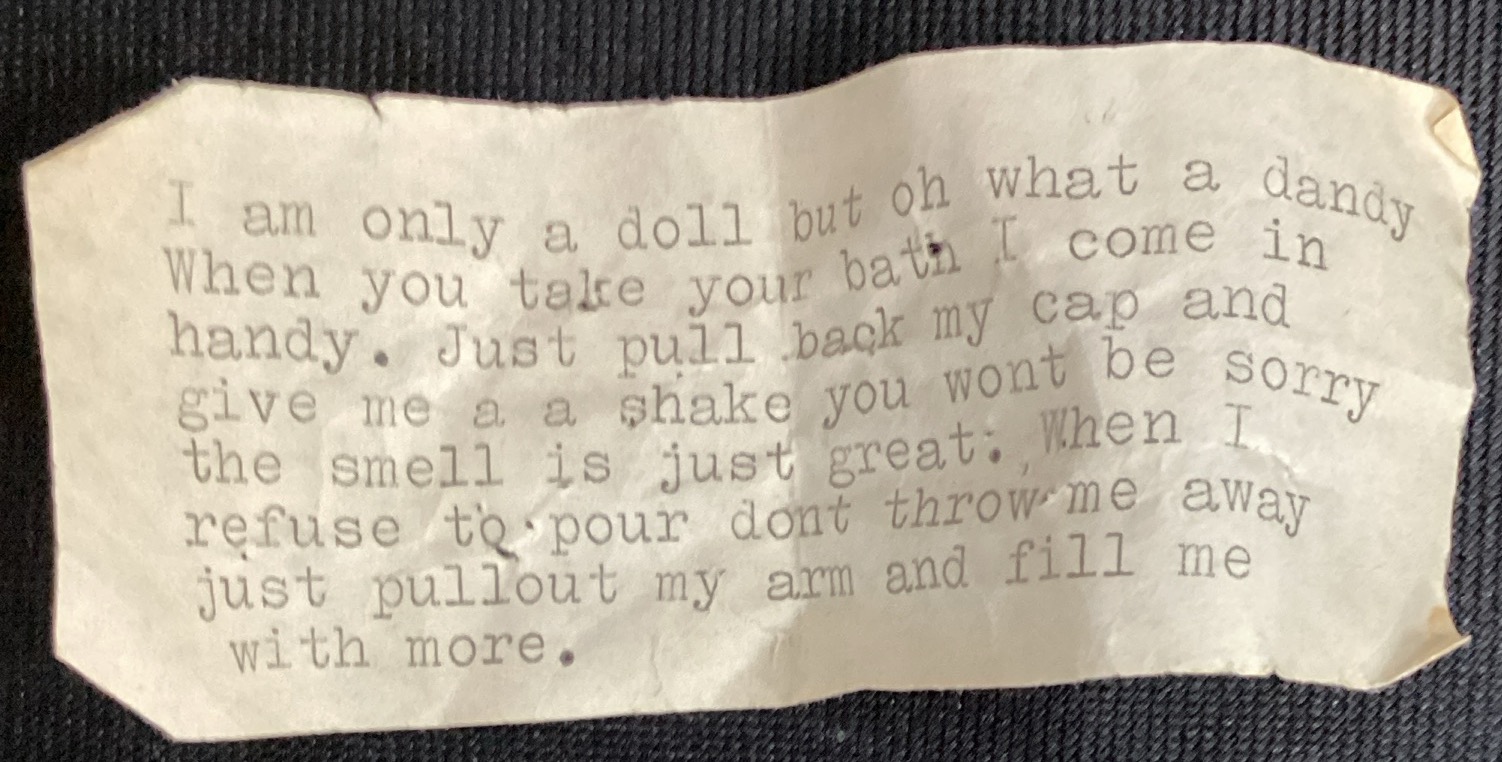 I am only a doll but oh what a dandy
When you take your bath I come in
handy. Just pull back my cap and
give me a a shake you wont be sorry
the smell is just great. When I
refuse to pour dont throw me away
just pullout my arm and fill me
with more.